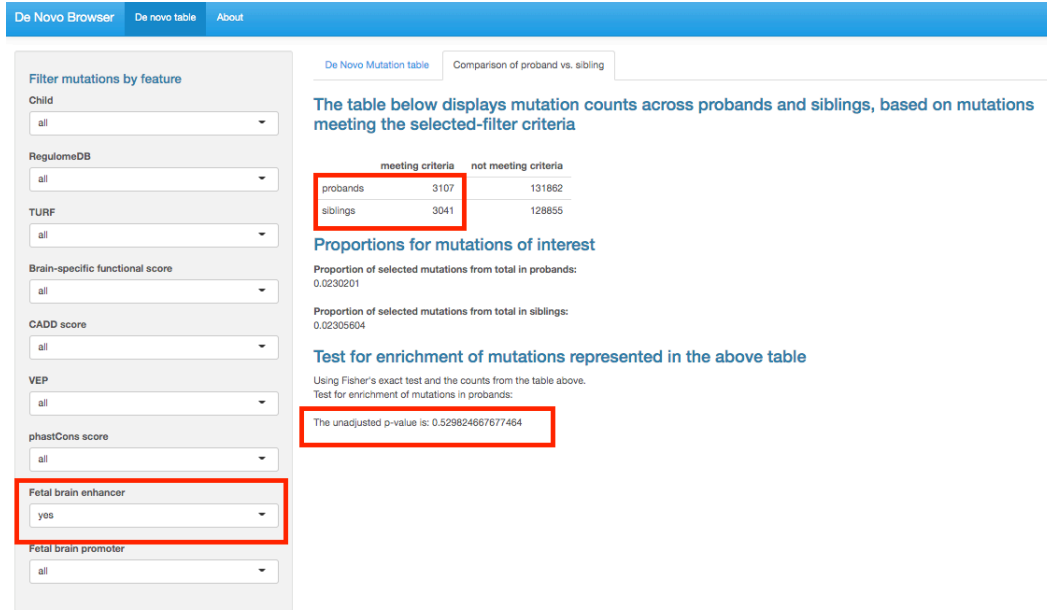 De Novo Browser De novo table About
Filter mutations by feature
Child
all
RegulomeDB
all
TURF
all
Brain-specific functional score
all
CADD score
all
VEP
all
phastCons score
all
Fetal brain enhancer
yes
Fetal brain promoter
all
De Novo Mutation table Comparison of proband vs. sibling
The table below displays mutation counts across probands and siblings, based on mutations
meeting the selected-filter criteria
meeting criteria not meeting criteria
probands 3107 131862
siblings 3041 128855
Proportions for mutations of interest
Proportion of selected mutations from total in probands:
0.0230201
Proportion of selected mutations from total in siblings:
0.02305604
Test for enrichment of mutations represented in the above table
Using Fisher's exact test and the counts from the table above.
Test for enrichment of mutations in probands:
The unadjusted p-value is: 0.529824667677464